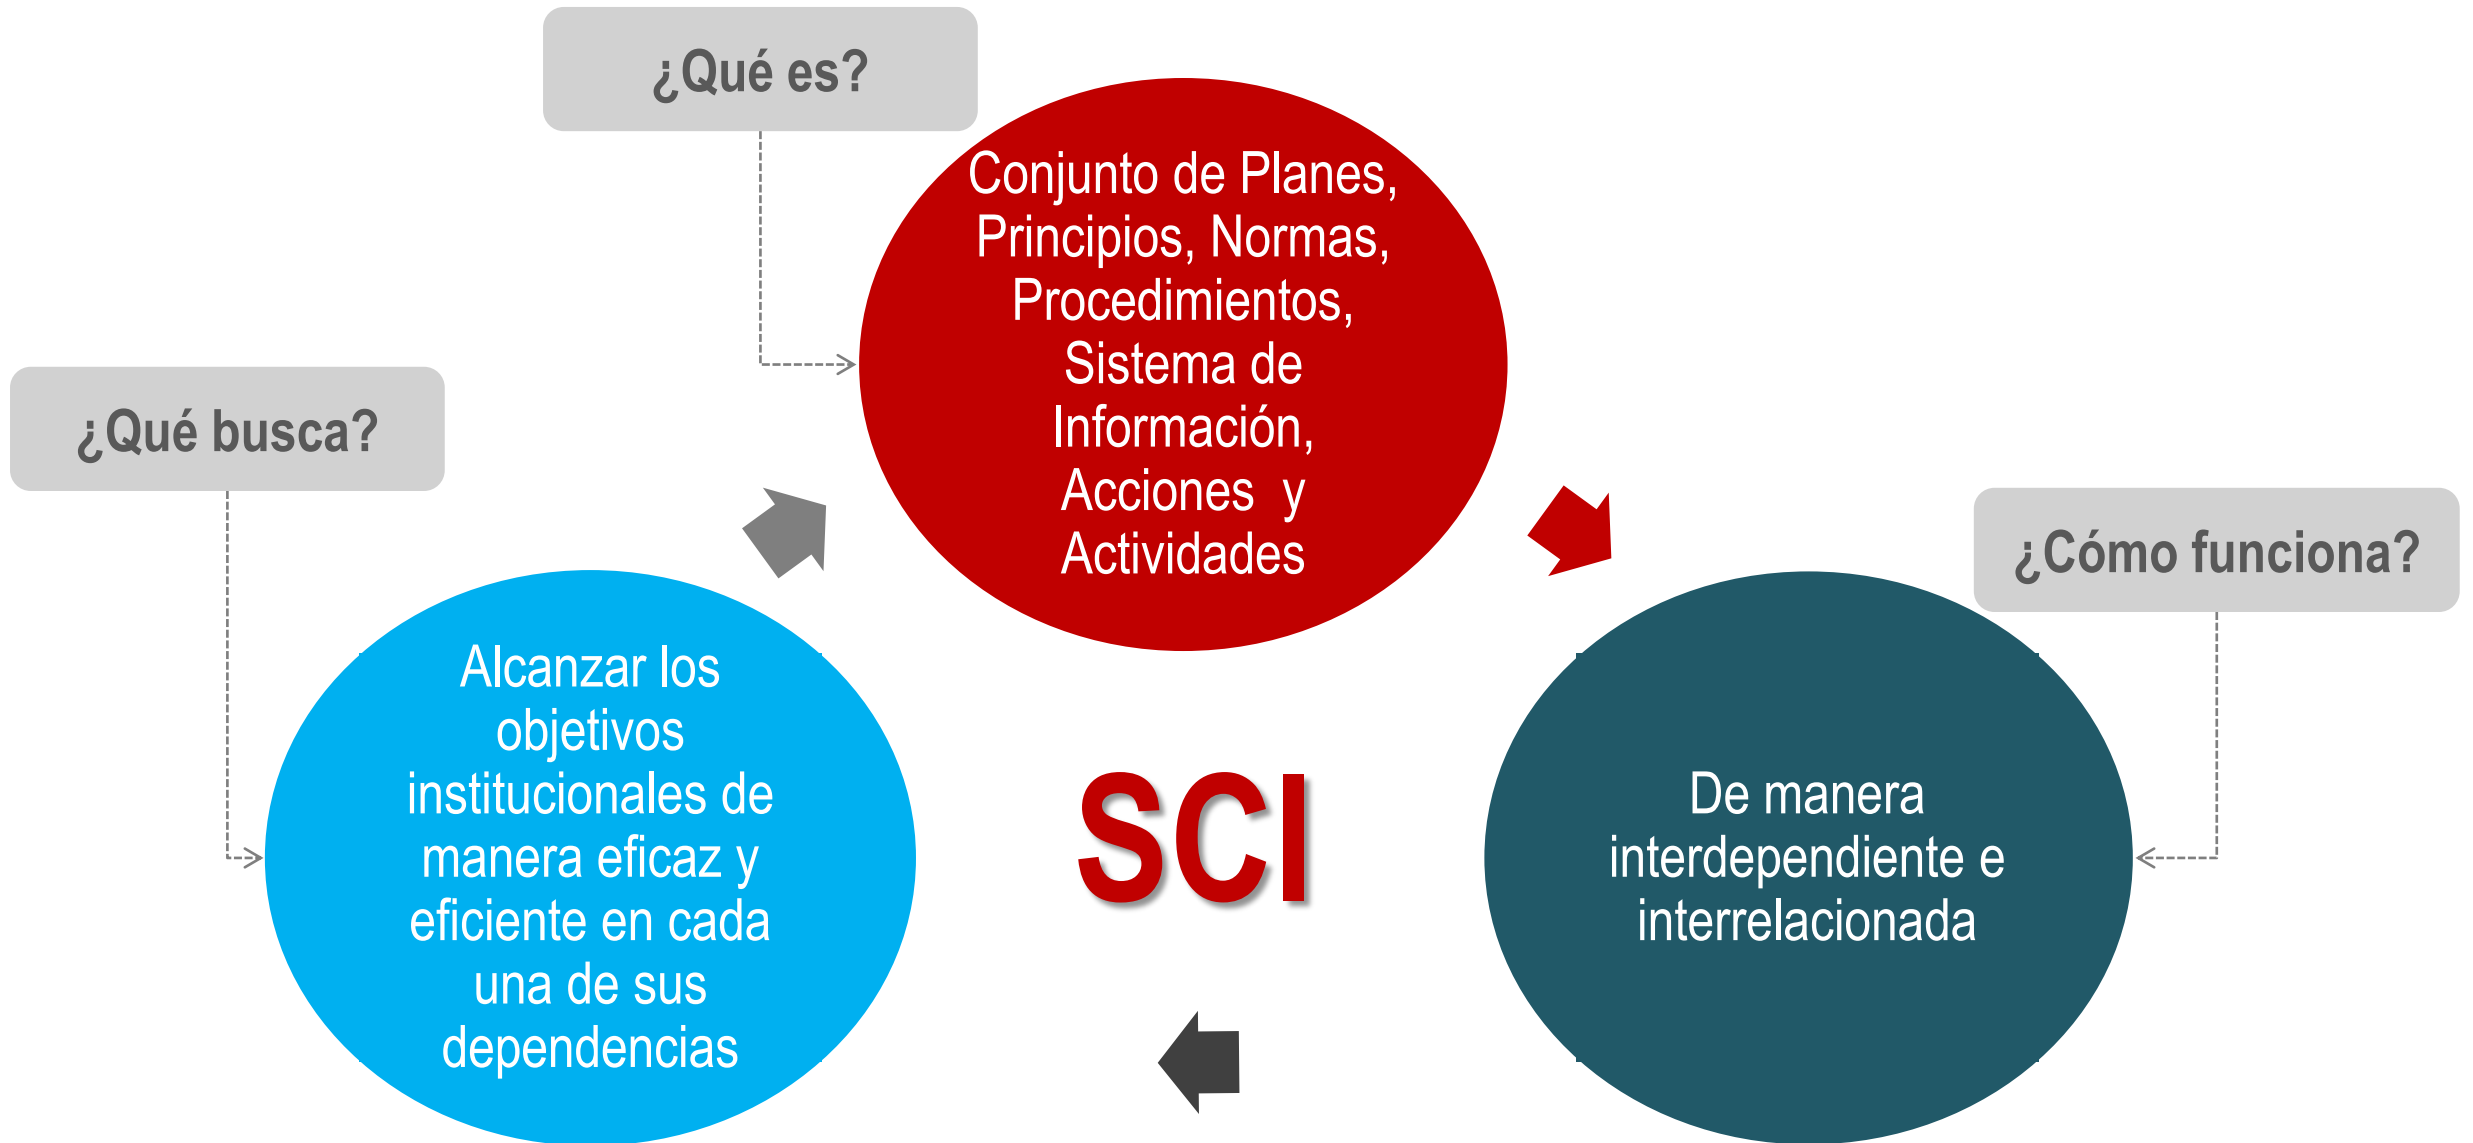 ¿Qué es?
Conjunto de Planes,
Principios, Normas,
Procedimientos,
Sistema de
Información,
Acciones y
Actividades
¿Qué busca?
Alcanzar los
objetivos
institucionales de
manera eficaz y
eficiente en cada
una de sus
dependencias
SCI
¿Cómo funciona?
De manera
interdependiente e
interrelacionada